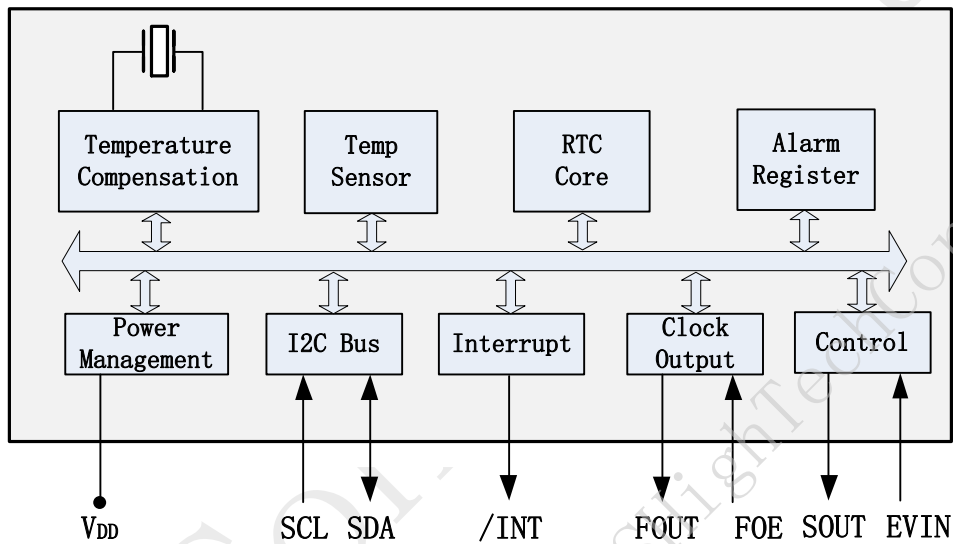 Temperature
Compensation
Temp
Sensor
RTC
Core
Alarm
Register
Power
Management
I2C Bus
Interrupt
Clock
Output
Control
VDD
SCL
SDA
/INT
FOUT
FOE
SOUT
EVIN